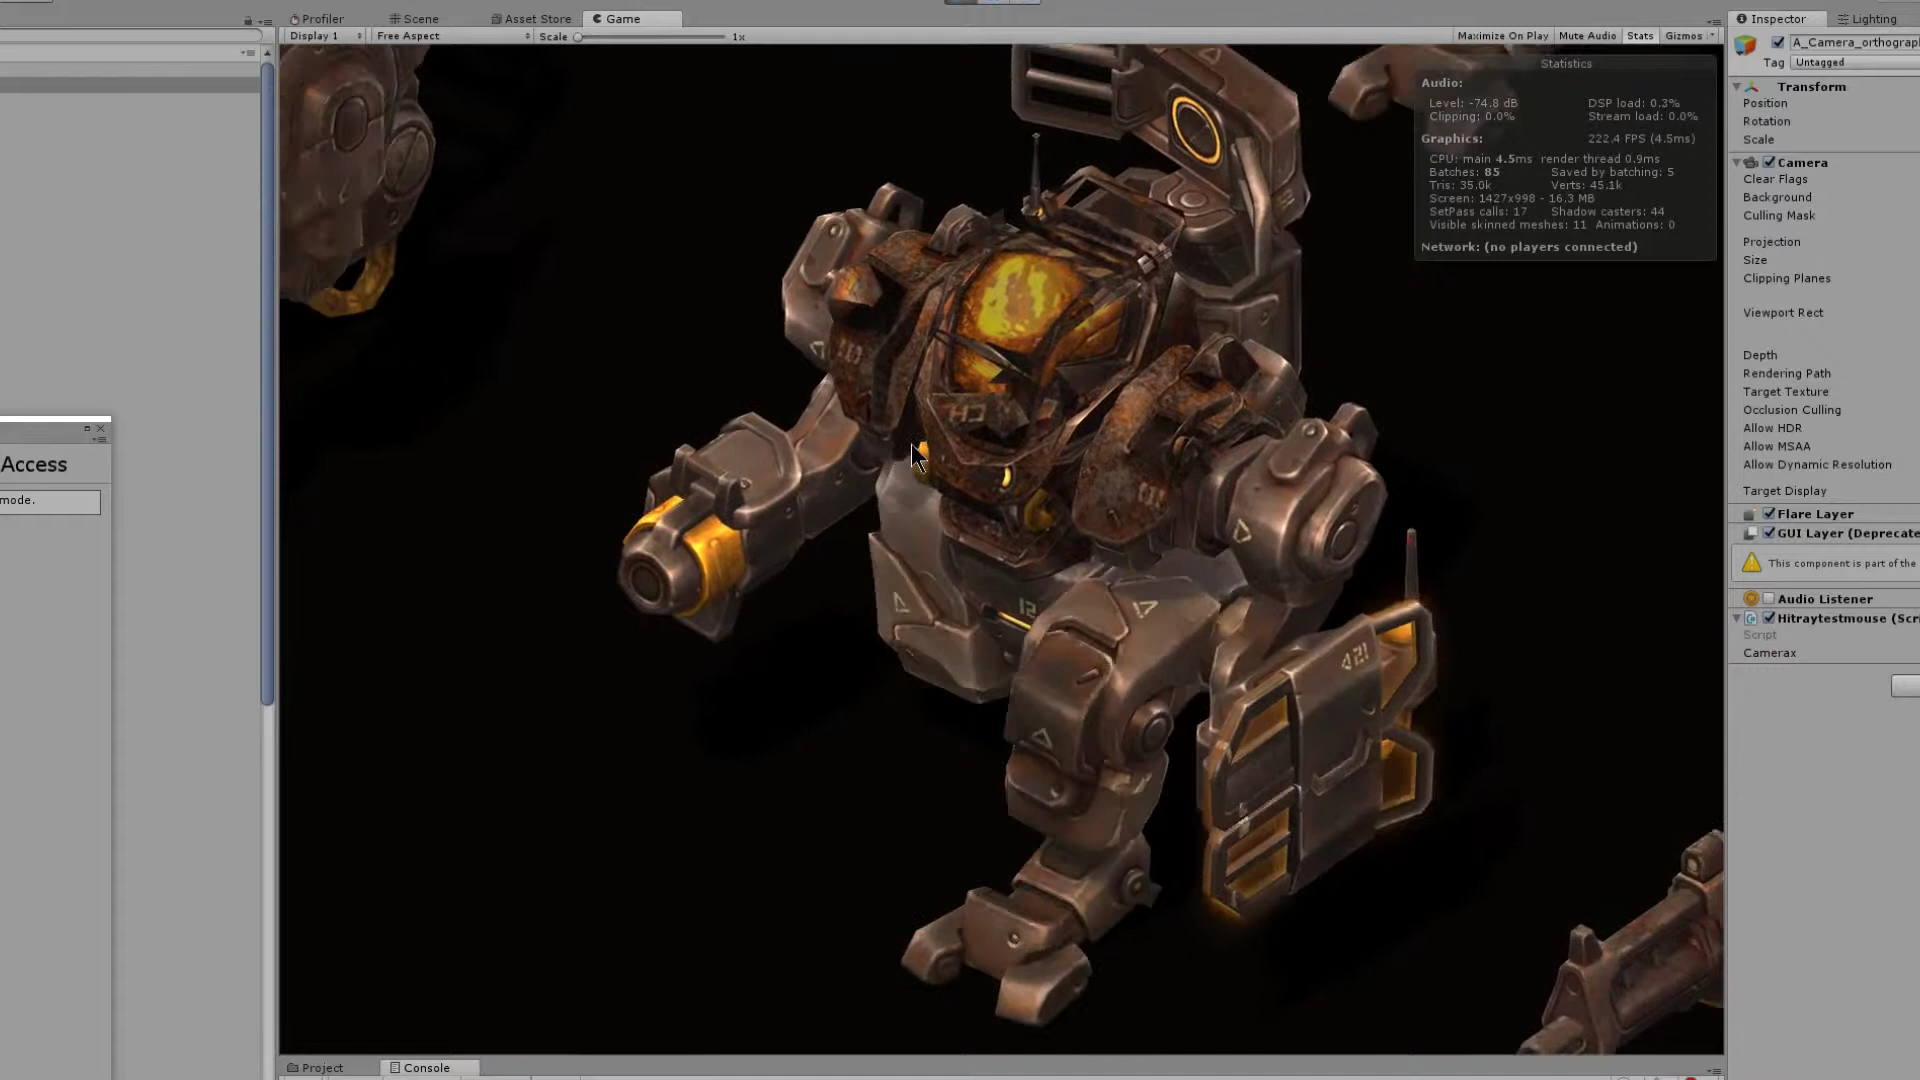 Profiler Scene Asset Store Game
Inspector Lighting
Display 1 Free Aspect Scale 1x Maximize On Play Mute Audio Stats Gizmos
A_Camera_orthograp
Tag Untagged
Statistics
Audio:
Level: -74.8 dB DSP load: 0.3%
Clipping: 0.0% Stream load: 0.0%
Graphics: 222.4 FPS (4.5ms)
CPU: main 4.5ms render thread 0.9ms
Batches: 85 Saved by batching: 5
Tris: 35.0k Verts: 45.1k
Screen: 1427x998 - 16.3 MB
SetPass calls: 17 Shadow casters: 44
Visible skinned meshes: 11 Animations: 0
Network: (no players connected)
Transform
Position
Rotation
Scale
Camera
Clear Flags
Background
Culling Mask
Projection
Size
Clipping Planes
Viewport Rect
Depth
Rendering Path
Target Texture
Occlusion Culling
Allow HDR
Allow MSAA
Allow Dynamic Resolution
Target Display
Flare Layer
GUI Layer (Deprecate
This component is part of the
Audio Listener
Hitraytestmouse (Scri
Script
Camerax
Access
mode.
12
421
Project Console